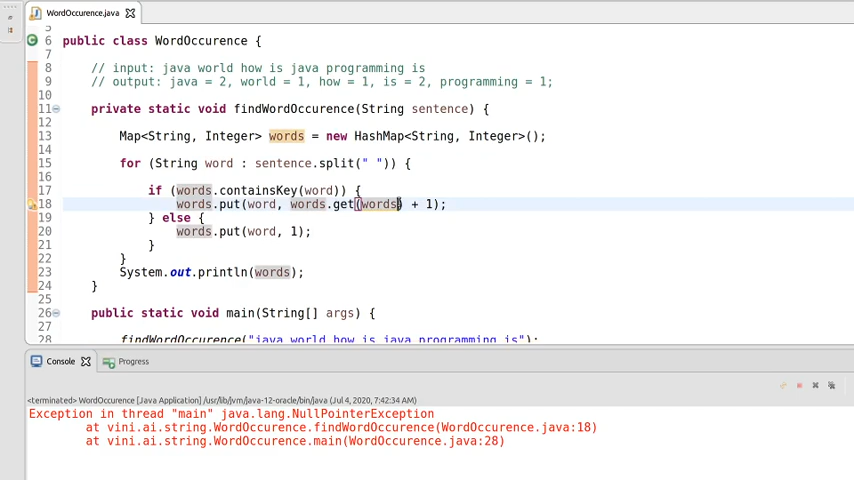 WordOccurence.java
5
6 public class WordOccurence {
7
8 // input: java world how is java programming is
9 // output: java = 2, world = 1, how = 1, is = 2, programming = 1;
10
11 private static void findWordOccurence(String sentence) {
12
13 Map<String, Integer> words = new HashMap<String, Integer>();
14
15 for (String word : sentence.split(" ")) {
16
17 if (words.containsKey(word)) {
18 words.put(word, words.get(words) + 1);
19 } else {
20 words.put(word, 1);
21 }
22 }
23 System.out.println(words);
24 }
25
26 public static void main(String[] args) {
27
28 findWordOccurence("java world how is java programming is");
Console Progress
<terminated> WordOccurence [Java Application] /usr/lib/jvm/java-12-oracle/bin/java (Jul 4, 2020, 7:42:34 AM)
Exception in thread "main" java.lang.NullPointerException
at vini.ai.string.WordOccurence.findWordOccurence(WordOccurence.java:18)
at vini.ai.string.WordOccurence.main(WordOccurence.java:28)